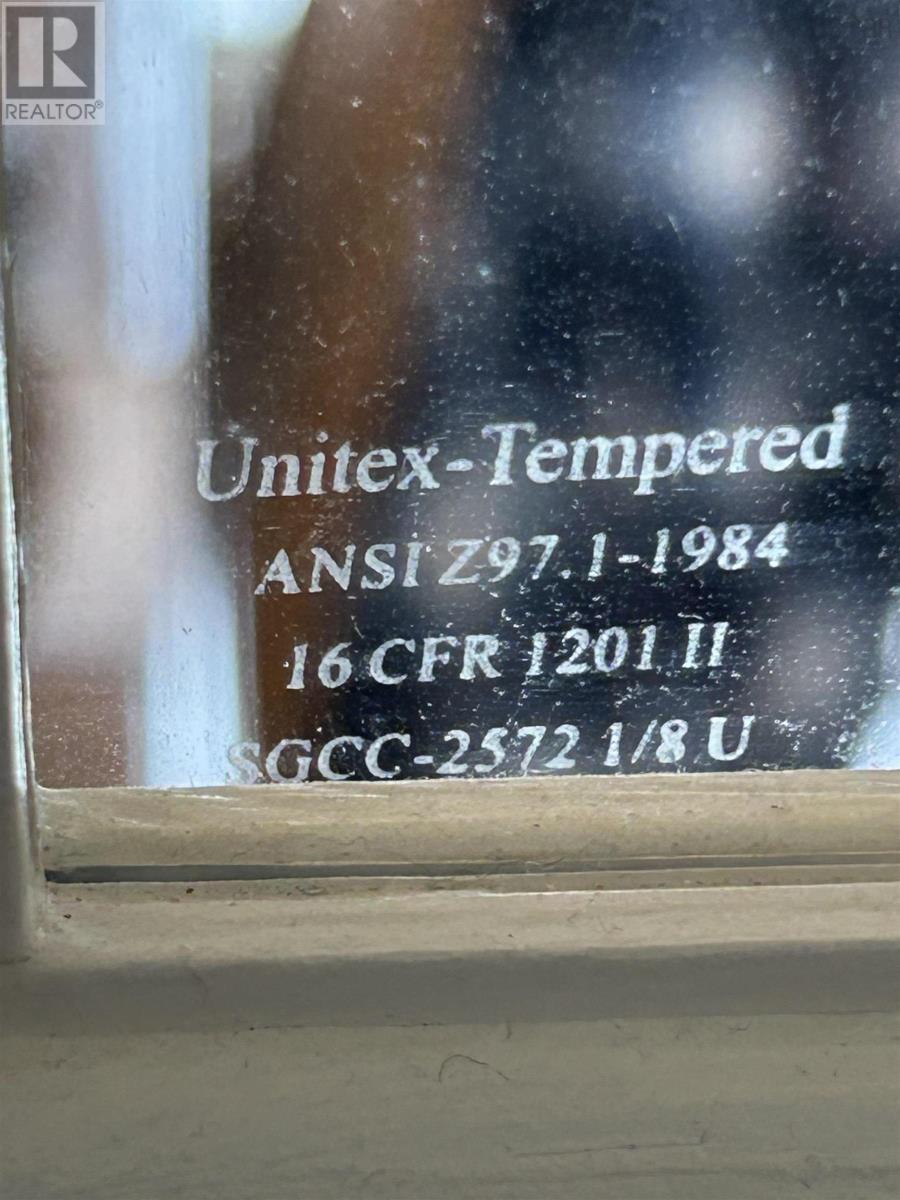 R
REALTOR®
Unitex-Tempered
ANSI Z97.1-1984
16 CFR 1201 II
SGCC-2572 1/8 U